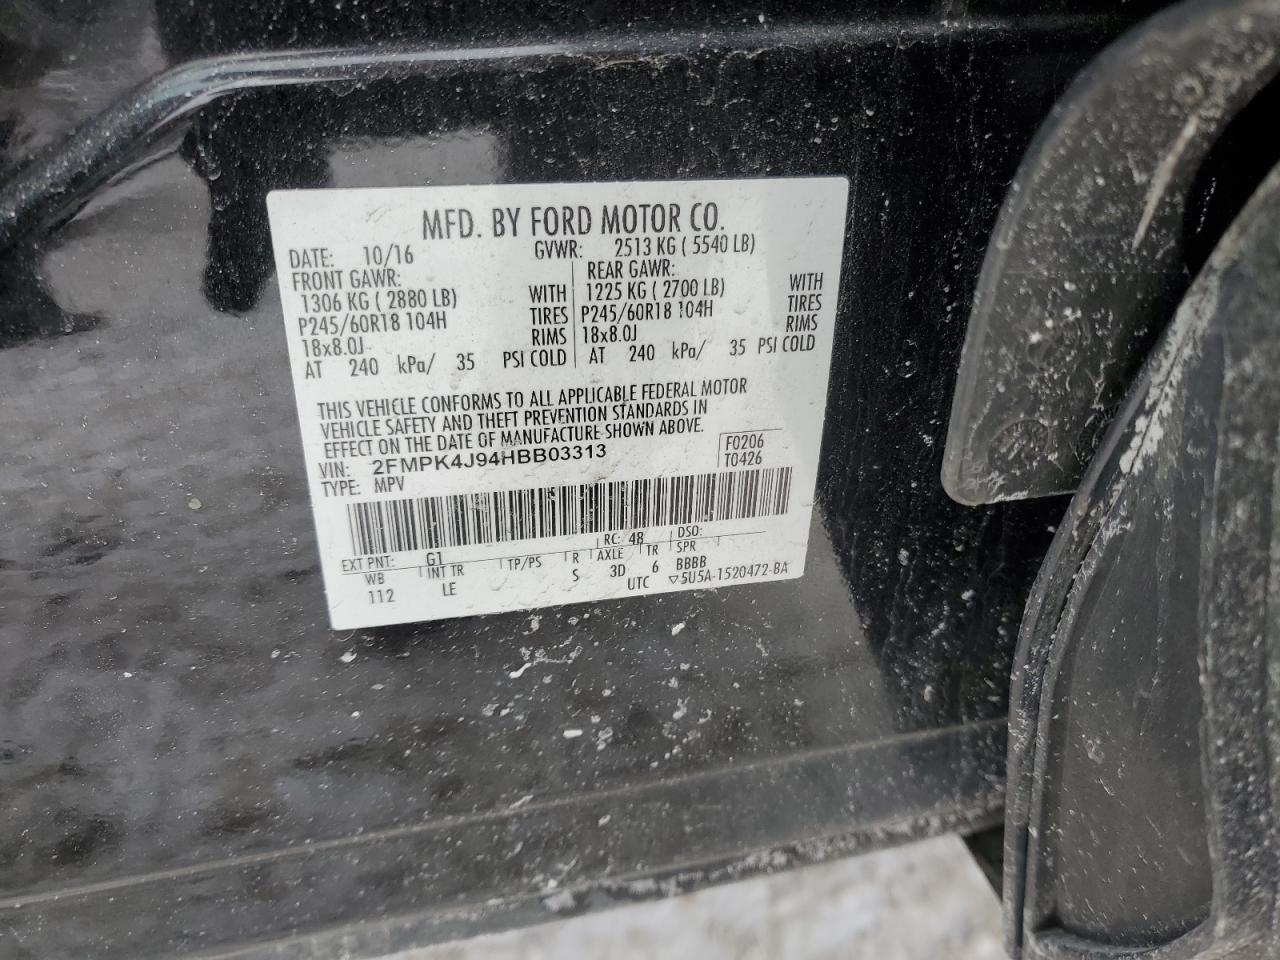 MFD. BY FORD MOTOR CO.
DATE: 10/16 GVWR: 2513 KG ( 5540 LB)
FRONT GAWR: REAR GAWR:
1306 KG ( 2880 LB) WITH 1225 KG ( 2700 LB) WITH
P245/60R18 104H TIRES P245/60R18 104H TIRES
18x8.0J RIMS 18x8.0J RIMS
AT 240 kPa/ 35 PSI COLD AT 240 kPa/ 35 PSI COLD
THIS VEHICLE CONFORMS TO ALL APPLICABLE FEDERAL MOTOR
VEHICLE SAFETY AND THEFT PREVENTION STANDARDS IN
EFFECT ON THE DATE OF MANUFACTURE SHOWN ABOVE.
VIN: 2FMPK4J94HBB03313 F0206
TYPE: MPV T0426
EXT PNT: G1 RC: 48 DSO:
WB INT TR TP/PS R AXLE TR SPR
112 LE S 3D 6 BBBB
UTC ▽5U5A-1520472-BA